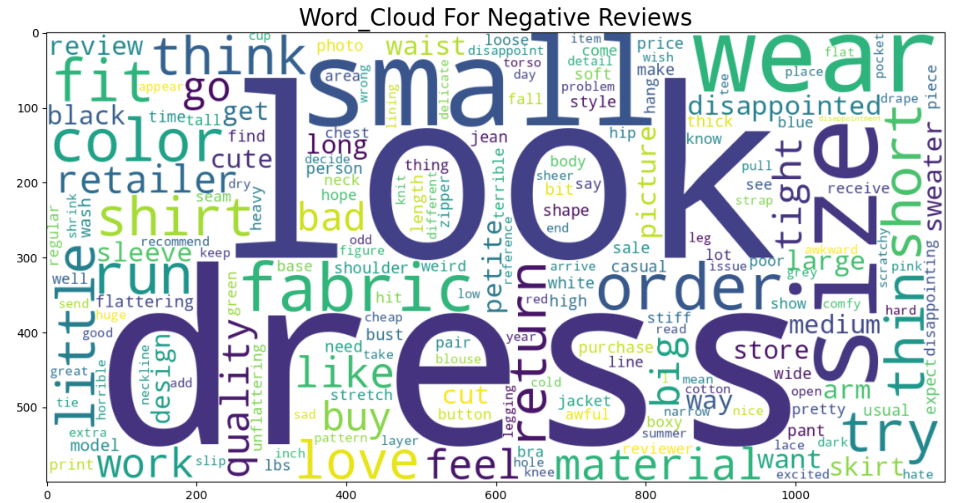 Word_Cloud For Negative Reviews
0
100
200
300
400
500
0
200
400
600
800
1000
look
dress
small
wear
size
fabric
order
think
fit
color
retailer
shirt
run
little
like
love
feel
material
try
thin
short
return
quality
work
buy
big
bad
cute
go
get
long
black
review
waist
disappointed
tight
large
medium
store
arm
way
want
skirt
petite
picture
sweater
sleeve
design
flattering
cut
model
print
slip
lbs
inch
pattern
layer
bra
hole
knee
legging
button
blouse
pair
year
cold
jacket
awful
purchase
line
stiff
read
boxy
narrow
summer
reviewer
mean
cotton
nice
wide
open
pretty
usual
pant
lace
dark
excited
hate
expect
disappointing
hard
comfy
show
grey
poor
awkward
issue
lot
leg
sale
casual
white
high
red
arrive
reference
low
weird
shoulder
figure
odd
base
hit
cheap
bust
need
take
stretch
sad
unflattering
green
keep
recommend
seam
dry
heavy
find
time
tall
appear
cup
photo
area
wrong
lining
delicate
loose
disappoint
torso
day
fall
item
come
detail
soft
problem
style
price
wish
make
hang
tee
place
flat
pocket
piece
drape
disappointment
blue
thick
know
hip
jean
chest
decide
person
neck
hope
thing
knit
length
different
zipper
terrible
body
sheer
bit
say
shape
end
pull
see
strap
receive
scratchy
pink
regular
shrink
wash
well
send
huge
good
great
horrible
tie
neckline
add
extra